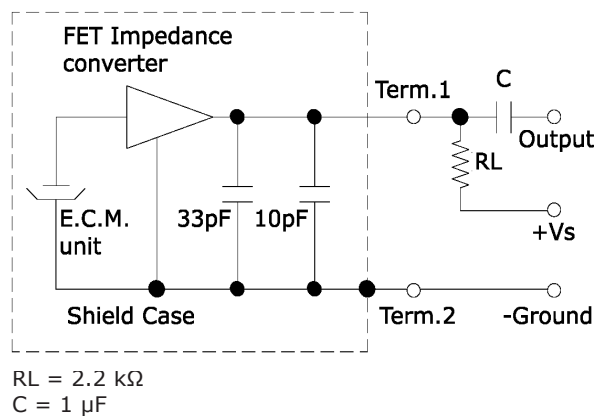 FET Impedance
converter
Term.1
C
Output
RL
+Vs
E.C.M.
unit
33pF
10pF
Shield Case
Term.2
-Ground
RL = 2.2 kΩ
C = 1 µF